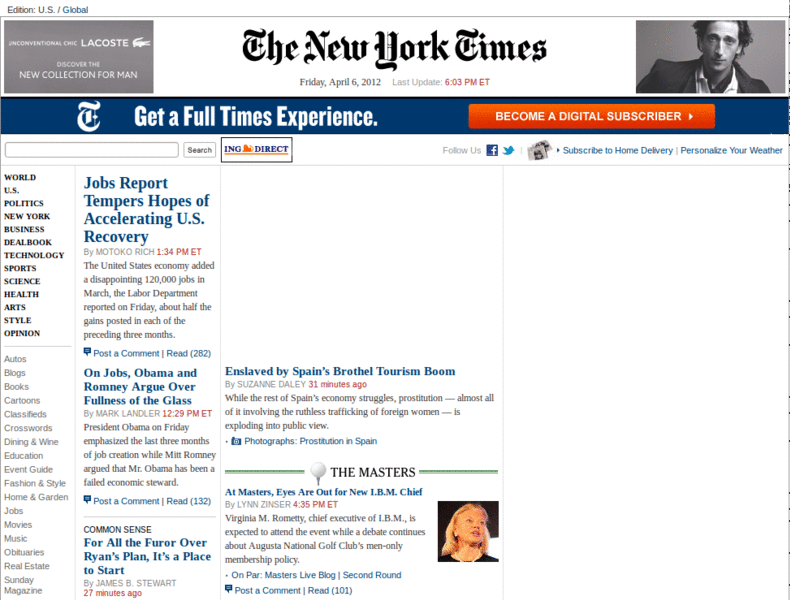 Edition: U.S. / Global
UNCONVENTIONAL CHIC LACOSTE
DISCOVER THE
NEW COLLECTION FOR MAN
The New York Times
Friday, April 6, 2012 Last Update: 6:03 PM ET
Get a Full Times Experience.
BECOME A DIGITAL SUBSCRIBER
Search
ING DIRECT
Follow Us
Subscribe to Home Delivery | Personalize Your Weather
WORLD
U.S.
POLITICS
NEW YORK
BUSINESS
DEALBOOK
TECHNOLOGY
SPORTS
SCIENCE
HEALTH
ARTS
STYLE
OPINION
Autos
Blogs
Books
Cartoons
Classifieds
Crosswords
Dining & Wine
Education
Event Guide
Fashion & Style
Home & Garden
Jobs
Movies
Music
Obituaries
Real Estate
Sunday
Magazine
Jobs Report
Tempers Hopes of
Accelerating U.S.
Recovery
By MOTOKO RICH 1:34 PM ET
The United States economy added
a disappointing 120,000 jobs in
March, the Labor Department
reported on Friday, about half the
gains posted in each of the
preceding three months.
Post a Comment | Read (282)
On Jobs, Obama and
Romney Argue Over
Fullness of the Glass
By MARK LANDLER 12:29 PM ET
President Obama on Friday
emphasized the last three months
of job creation while Mitt Romney
argued that Mr. Obama has been a
failed economic steward.
Post a Comment | Read (132)
COMMON SENSE
For All the Furor Over
Ryan's Plan, It's a Place
to Start
By JAMES B. STEWART
27 minutes ago
Enslaved by Spain's Brothel Tourism Boom
By SUZANNE DALEY 31 minutes ago
While the rest of Spain's economy struggles, prostitution — almost all
of it involving the ruthless trafficking of foreign women — is
exploding into public view.
Photographs: Prostitution in Spain
THE MASTERS
At Masters, Eyes Are Out for New I.B.M. Chief
By LYNN ZINSER 4:35 PM ET
Virginia M. Rometty, chief executive of I.B.M., is
expected to attend the event while a debate continues
about Augusta National Golf Club's men-only
membership policy.
On Par: Masters Live Blog | Second Round
Post a Comment | Read (101)